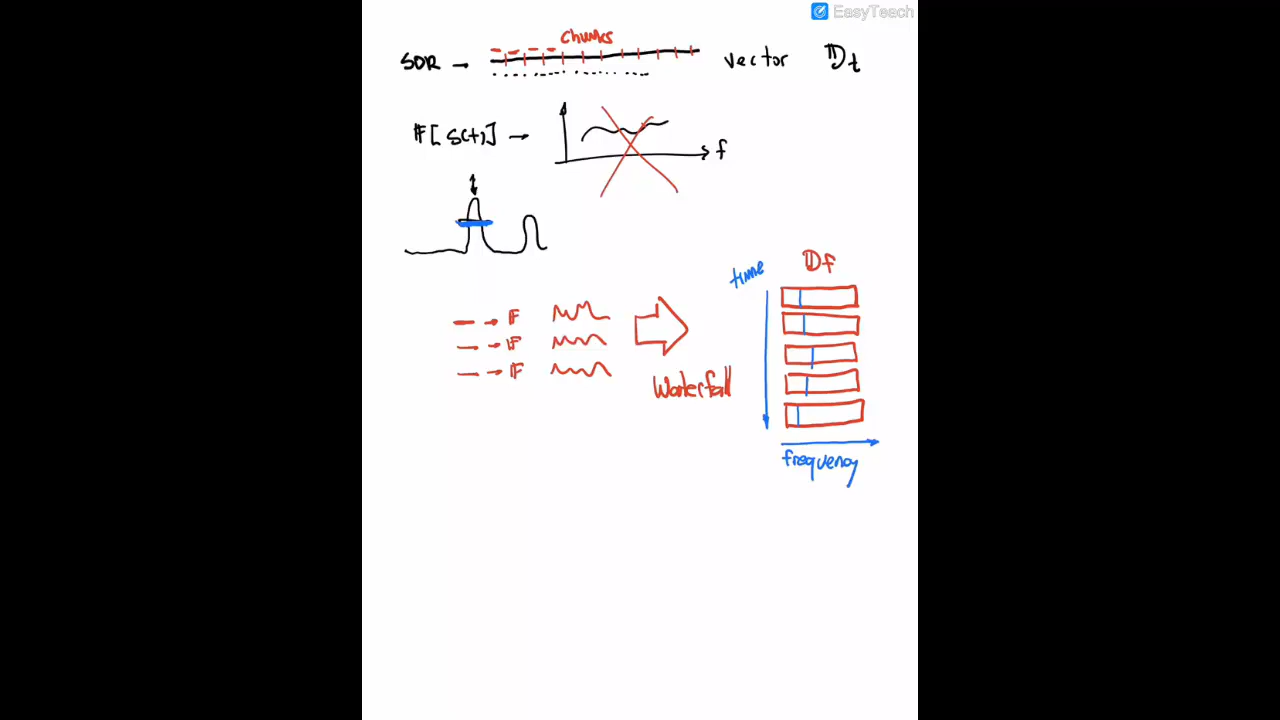 EasyTeach
chunks
SDR → vector Dt
F[s(t)] → f
time Df
→ F
→ F
→ F
Waterfall
frequency